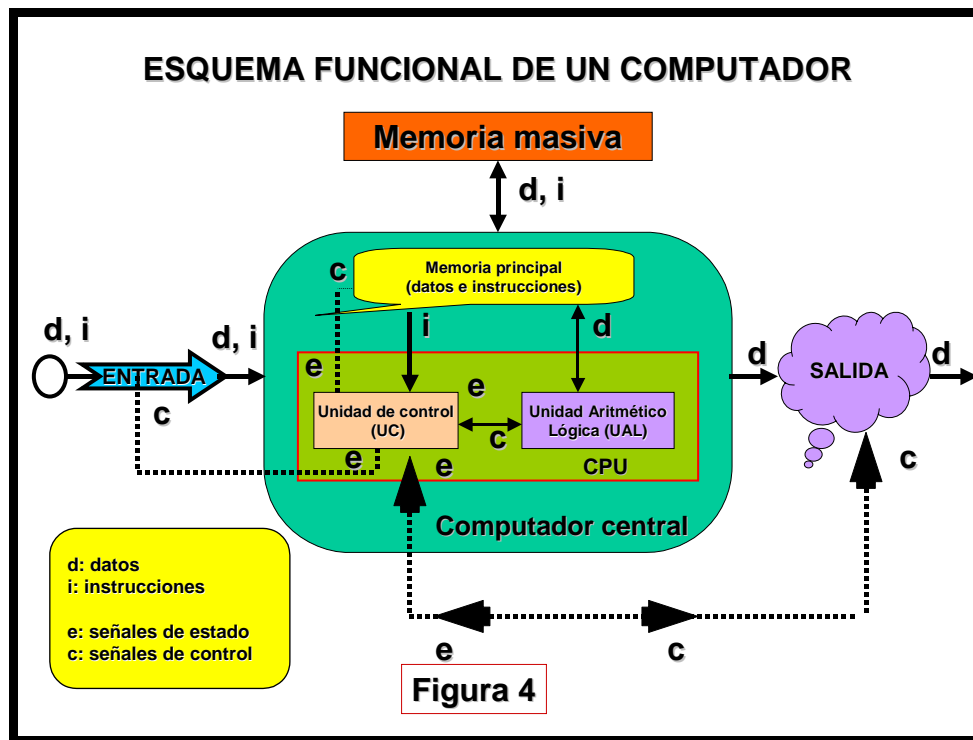 ESQUEMA FUNCIONAL DE UN COMPUTADOR
Memoria masiva
d, i
c
Memoria principal
(datos e instrucciones)
d, i
d, i
i
d
ENTRADA
c
e
e
d
SALIDA
d
Unidad de control
(UC)
c
Unidad Aritmético
Lógica (UAL)
e
e
CPU
c
Computador central
d: datos
i: instrucciones
e: señales de estado
c: señales de control
e
c
Figura 4